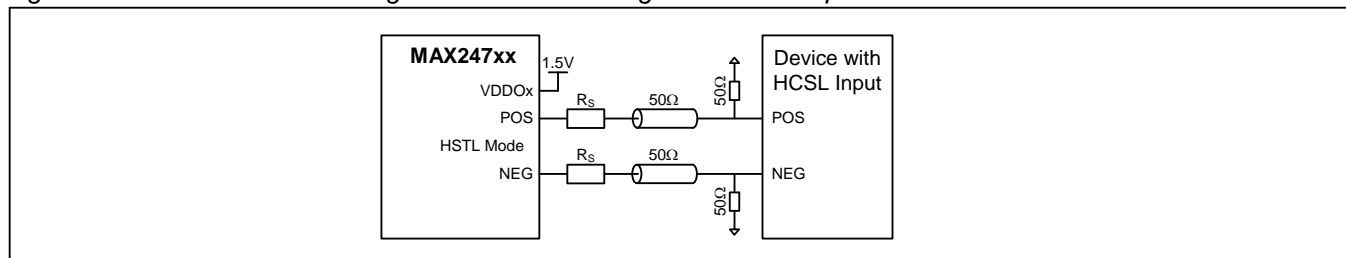 MAX247xx
1.5V
VDDOx
POS
HSTL Mode
NEG
RS
50Ω
RS
50Ω
50Ω
50Ω
Device with
HCSL Input
POS
NEG